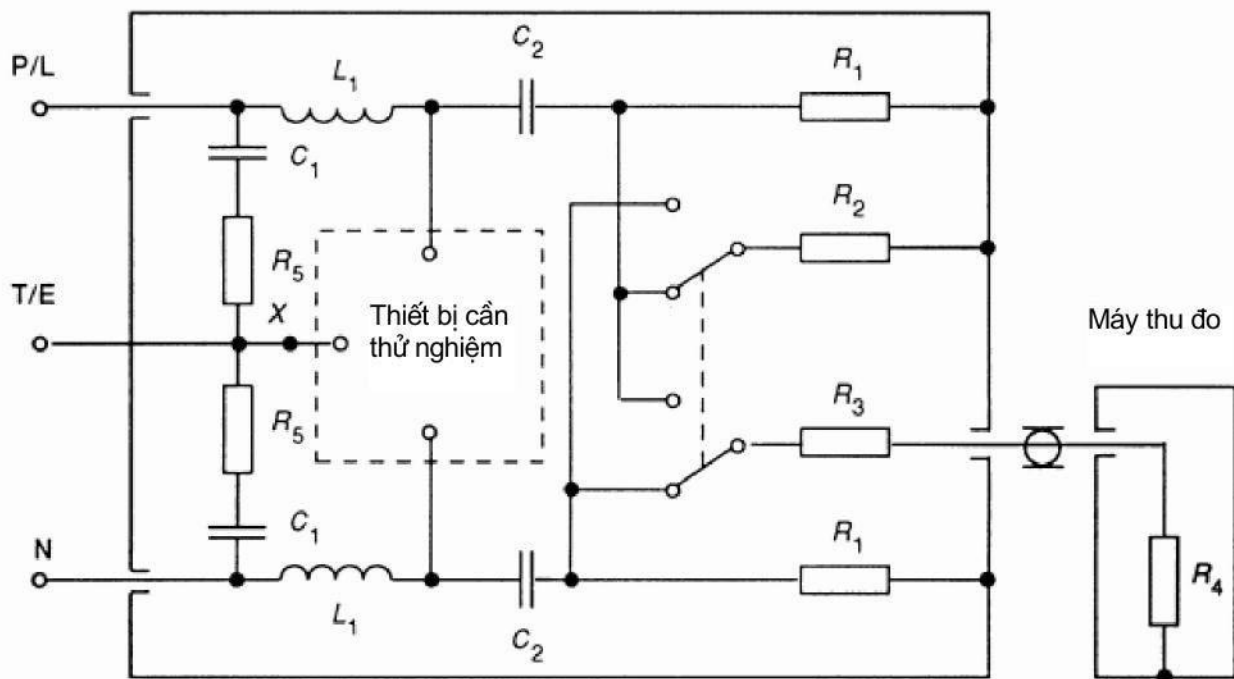 P/L
L₁
C₂
R₁
C₁
R₂
R₅
T/E
X
Thiết bị cần
thử nghiệm
Máy thu đo
R₅
R₃
C₁
R₁
N
L₁
C₂
R₄